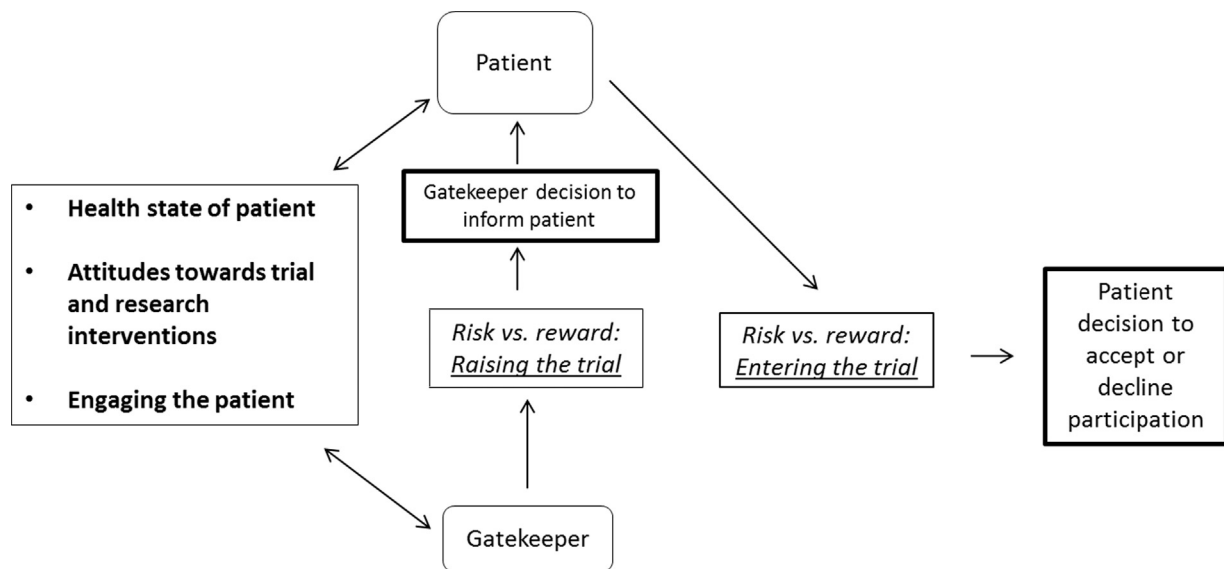 Patient
Gatekeeper decision to
inform patient
• Health state of patient
• Attitudes towards trial
and research
interventions
• Engaging the patient
Risk vs. reward:
Raising the trial
Risk vs. reward:
Entering the trial
Patient
decision to
accept or
decline
participation
Gatekeeper